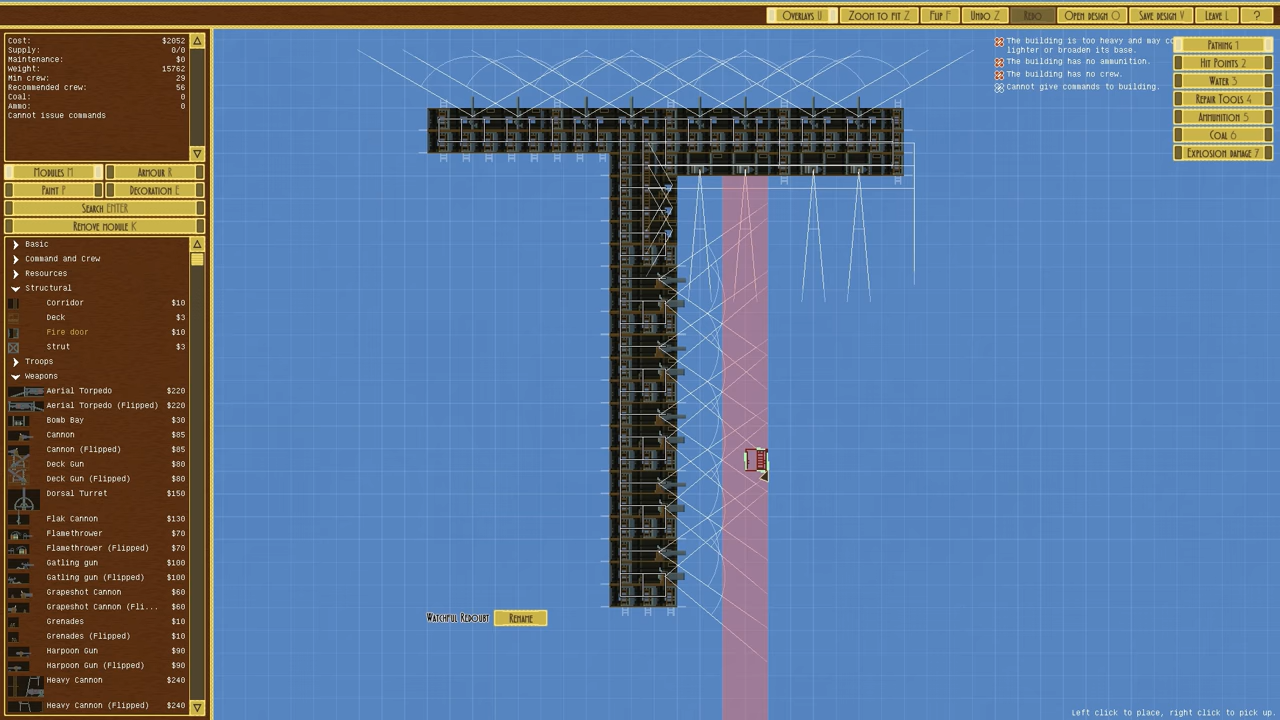 Overlays U
Zoom to fit Z
Flip F
Undo Z
Redo
Open design O
Save design V
Leave L
?
Cost: $2052
Supply: 0/0
Maintenance: $0
Weight: 15762
Min crew: 29
Recommended crew: 56
Coal: 0
Ammo: 0
Cannot issue commands
The building is too heavy and may co
lighter or broaden its base.
The building has no ammunition.
The building has no crew.
Cannot give commands to building.
Pathing 1
Hit Points 2
Water 3
Repair Tools 4
Ammunition 5
Coal 6
Explosion damage 7
Modules M
Armour R
Paint P
Decoration E
Search ENTER
Remove module K
Basic
Command and Crew
Resources
Structural
Corridor $10
Deck $3
Fire door $10
Strut $3
Troops
Weapons
Aerial Torpedo $220
Aerial Torpedo (Flipped) $220
Bomb Bay $30
Cannon $85
Cannon (Flipped) $85
Deck Gun $80
Deck Gun (Flipped) $80
Dorsal Turret $150
Flak Cannon $130
Flamethrower $70
Flamethrower (Flipped) $70
Gatling gun $100
Gatling gun (Flipped) $100
Grapeshot Cannon $60
Grapeshot Cannon (Fli... $60
Grenades $10
Grenades (Flipped) $10
Harpoon Gun $90
Harpoon Gun (Flipped) $90
Heavy Cannon $240
Heavy Cannon (Flipped) $240
Watchful Redoubt
Rename
Left click to place, right click to pick up.